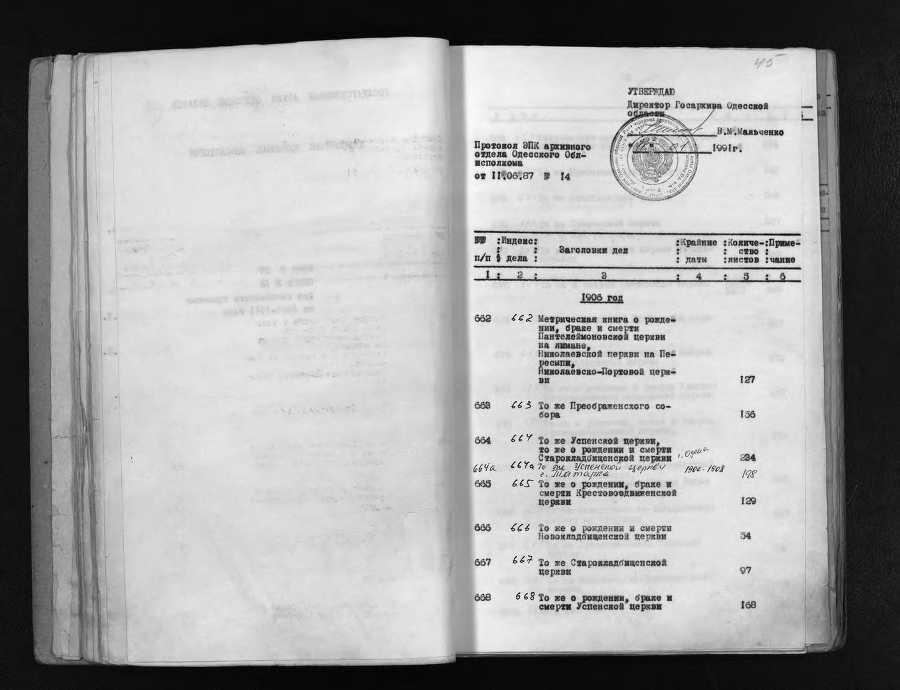 45
УТВЕРЖДАЮ
Директор Госархива Одесской
области
В.М.Мальченко
1991г.
Протокол ЭПК архивного
отдела Одесского Обл-
исполкома
от 11.06.87 № 14
№№ :Индекс: Заголовки дел :Крайние :Количе-:Приме-
п/п : дела : : даты : ство листов : чание
1 : 2 : 3 : 4 : 5 : 6
1906 год
662 662 Метрическая книга о рожде-
нии, браке и смерти
Пантелеймоновской церкви
на лимане,
Николаевской церкви на Пе-
ресыпи,
Николаевско-Портовой церк-
ви 127
663 663 То же Преображенского со-
бора 156
664 664 То же Успенской церкви,
то же о рождении и смерти
Старокладбищенской церкви 224
664а 664а То же Успенской церкви 1906-1908
198
665 665 То же о рождении, браке и
смерти Крестовоздвиженской
церкви 129
666 666 То же о рождении и смерти
Новокладбищенской церкви 54
667 667 То же Старокладбищенской
церкви 97
668 668 То же о рождении, браке и
смерти Успенской церкви 168